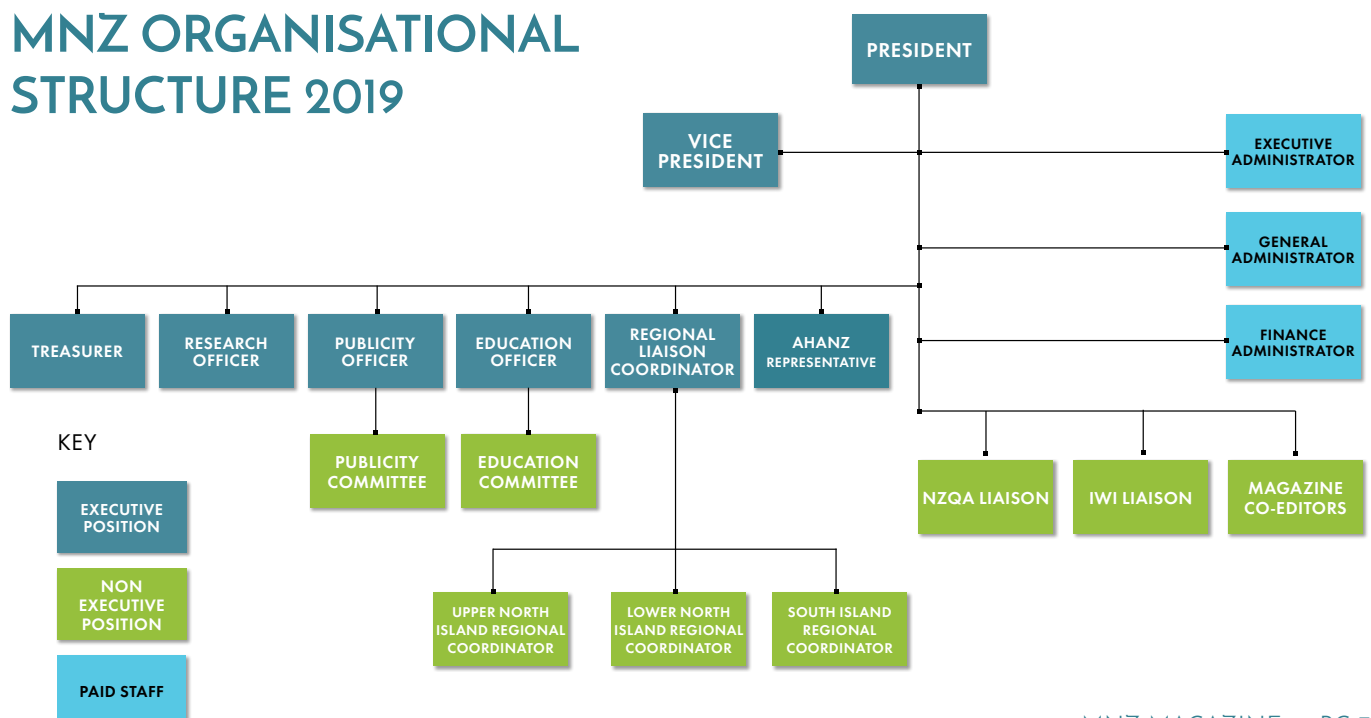 MNZ ORGANISATIONAL
STRUCTURE 2019
PRESIDENT
VICE
PRESIDENT
EXECUTIVE
ADMINISTRATOR
GENERAL
ADMINISTRATOR
FINANCE
ADMINISTRATOR
TREASURER
RESEARCH
OFFICER
PUBLICITY
OFFICER
EDUCATION
OFFICER
REGIONAL
LIAISON
COORDINATOR
AHANZ
REPRESENTATIVE
PUBLICITY
COMMITTEE
EDUCATION
COMMITTEE
NZQA LIAISON
IWI LIAISON
MAGAZINE
CO-EDITORS
UPPER NORTH
ISLAND REGIONAL
COORDINATOR
LOWER NORTH
ISLAND REGIONAL
COORDINATOR
SOUTH ISLAND
REGIONAL
COORDINATOR
KEY
EXECUTIVE
POSITION
NON
EXECUTIVE
POSITION
PAID STAFF
MNZ MAGAZINE